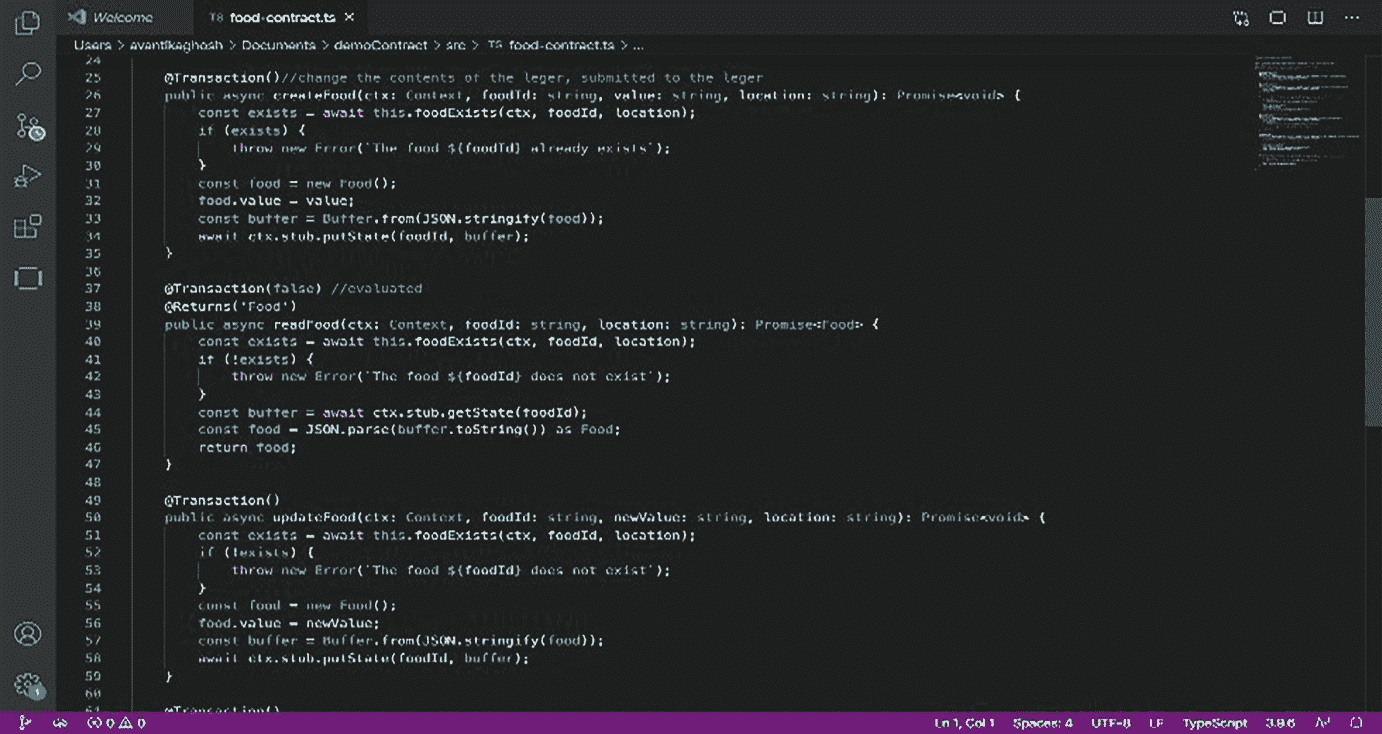 Welcome
TS food-contract.ts ×
Users > avantikaghosh > Documents > demoContract > src > TS food-contract.ts > ...
24
25 @Transaction()//change the contents of the leger, submitted to the leger
26 public async createFood(ctx: Context, foodId: string, value: string, location: string): Promise<void> {
27 const exists = await this.foodExists(ctx, foodId, location);
28 if (exists) {
29 throw new Error(`The food ${foodId} already exists`);
30 }
31 const food = new Food();
32 food.value = value;
33 const buffer = Buffer.from(JSON.stringify(food));
34 await ctx.stub.putState(foodId, buffer);
35 }
36
37 @Transaction(false) //evaluated
38 @Returns('Food')
39 public async readFood(ctx: Context, foodId: string, location: string): Promise<Food> {
40 const exists = await this.foodExists(ctx, foodId, location);
41 if (!exists) {
42 throw new Error(`The food ${foodId} does not exist`);
43 }
44 const buffer = await ctx.stub.getState(foodId);
45 const food = JSON.parse(buffer.toString()) as Food;
46 return food;
47 }
48
49 @Transaction()
50 public async updateFood(ctx: Context, foodId: string, newValue: string, location: string): Promise<void> {
51 const exists = await this.foodExists(ctx, foodId, location);
52 if (!exists) {
53 throw new Error(`The food ${foodId} does not exist`);
54 }
55 const food = new Food();
56 food.value = newValue;
57 const buffer = Buffer.from(JSON.stringify(food));
58 await ctx.stub.putState(foodId, buffer);
59 }
60
61 @Transaction()
0 0 Ln 1, Col 1 Spaces: 4 UTF-8 LF TypeScript 3.9.6